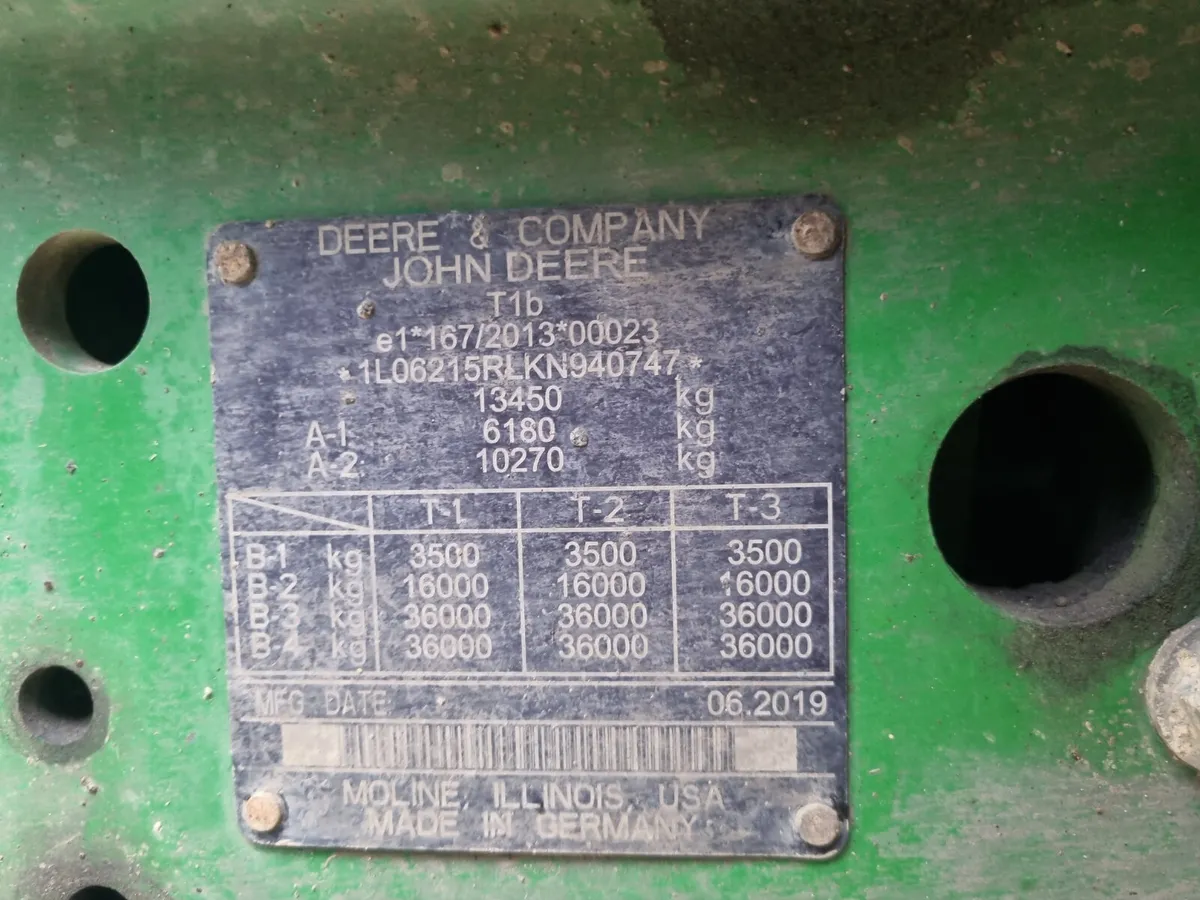 DEERE & COMPANY
JOHN DEERE
T1b
e1*167/2013*00023
*1L06215RLKN940747*
13450 kg
A-1: 6180 kg
A-2: 10270 kg
T-1 T-2 T-3
B-1 kg 3500 3500 3500
B-2 kg 16000 16000 16000
B-3 kg 36000 36000 36000
B-4 kg 36000 36000 36000
MFG DATE 06.2019
MOLINE, ILLINOIS, USA
MADE IN GERMANY